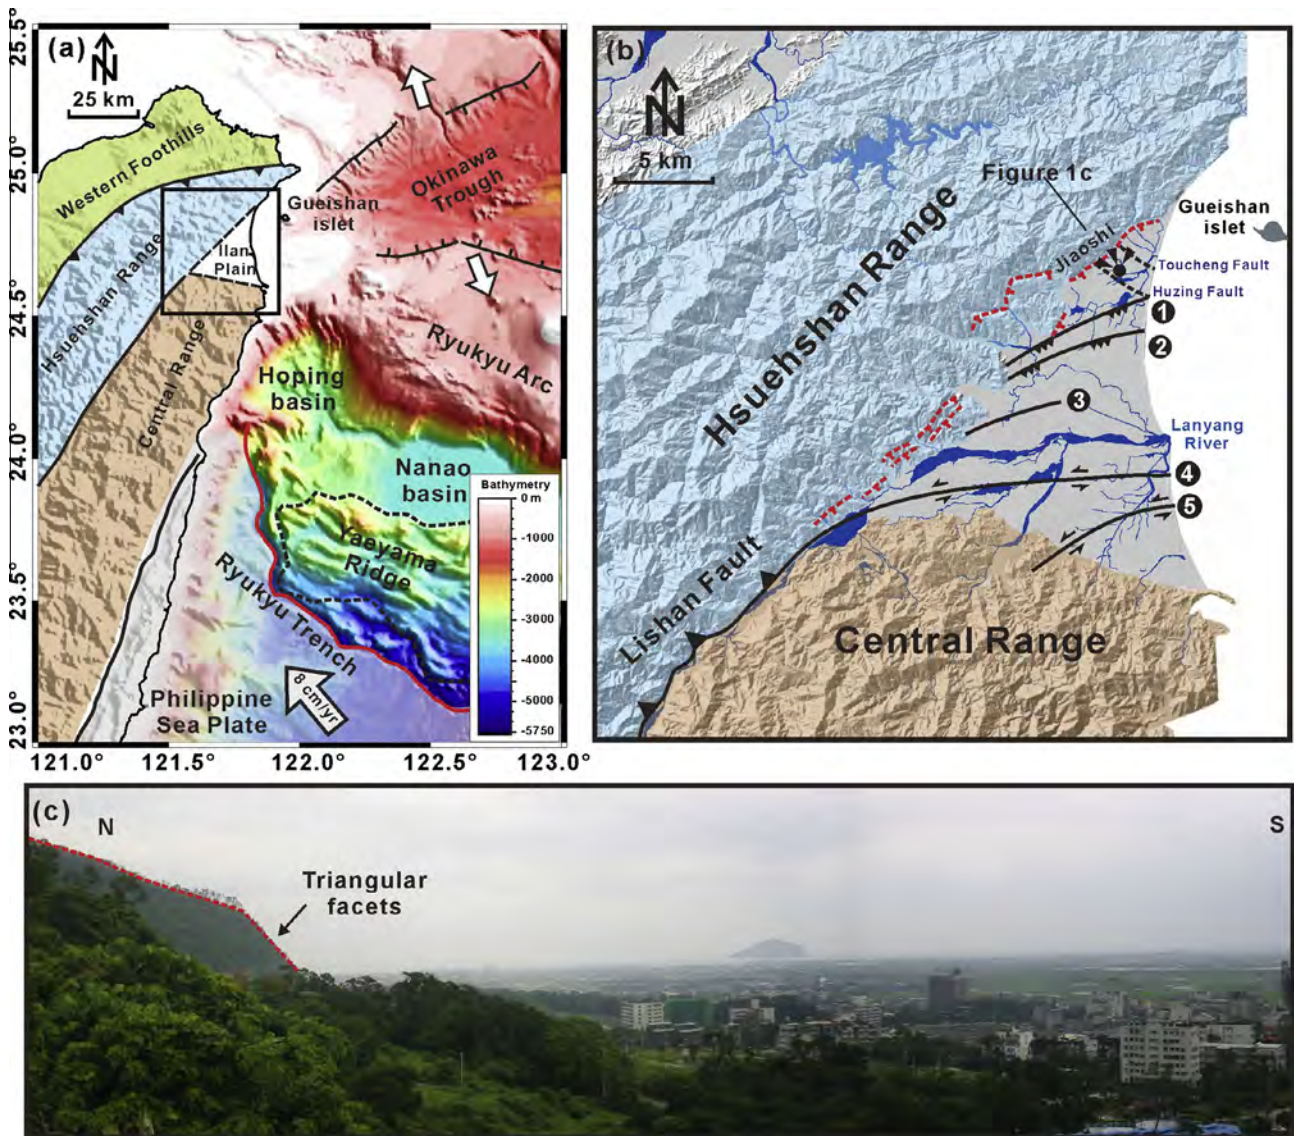 (a)
N
25 km
25.5°
25.0°
24.5°
24.0°
23.5°
23.0°
121.0°
121.5°
122.0°
122.5°
123.0°
Western Foothills
Hsuehshan Range
Central Range
Ilan
Plain
Gueishan
islet
Okinawa
Trough
Ryukyu Arc
Hoping
basin
Nanao
basin
Yaeyama
Ridge
Ryukyu Trench
8 cm/yr
Philippine
Sea Plate
Bathymetry
0 m
-1000
-2000
-3000
-4000
-5000
-5750
(b)
N
5 km
Hsuehshan Range
Figure 1c
Jiaoshi
Gueishan
islet
Toucheng Fault
Huzing Fault
1
2
3
Lanyang
River
4
5
Lishan Fault
Central Range
(c)
N
S
Triangular
facets